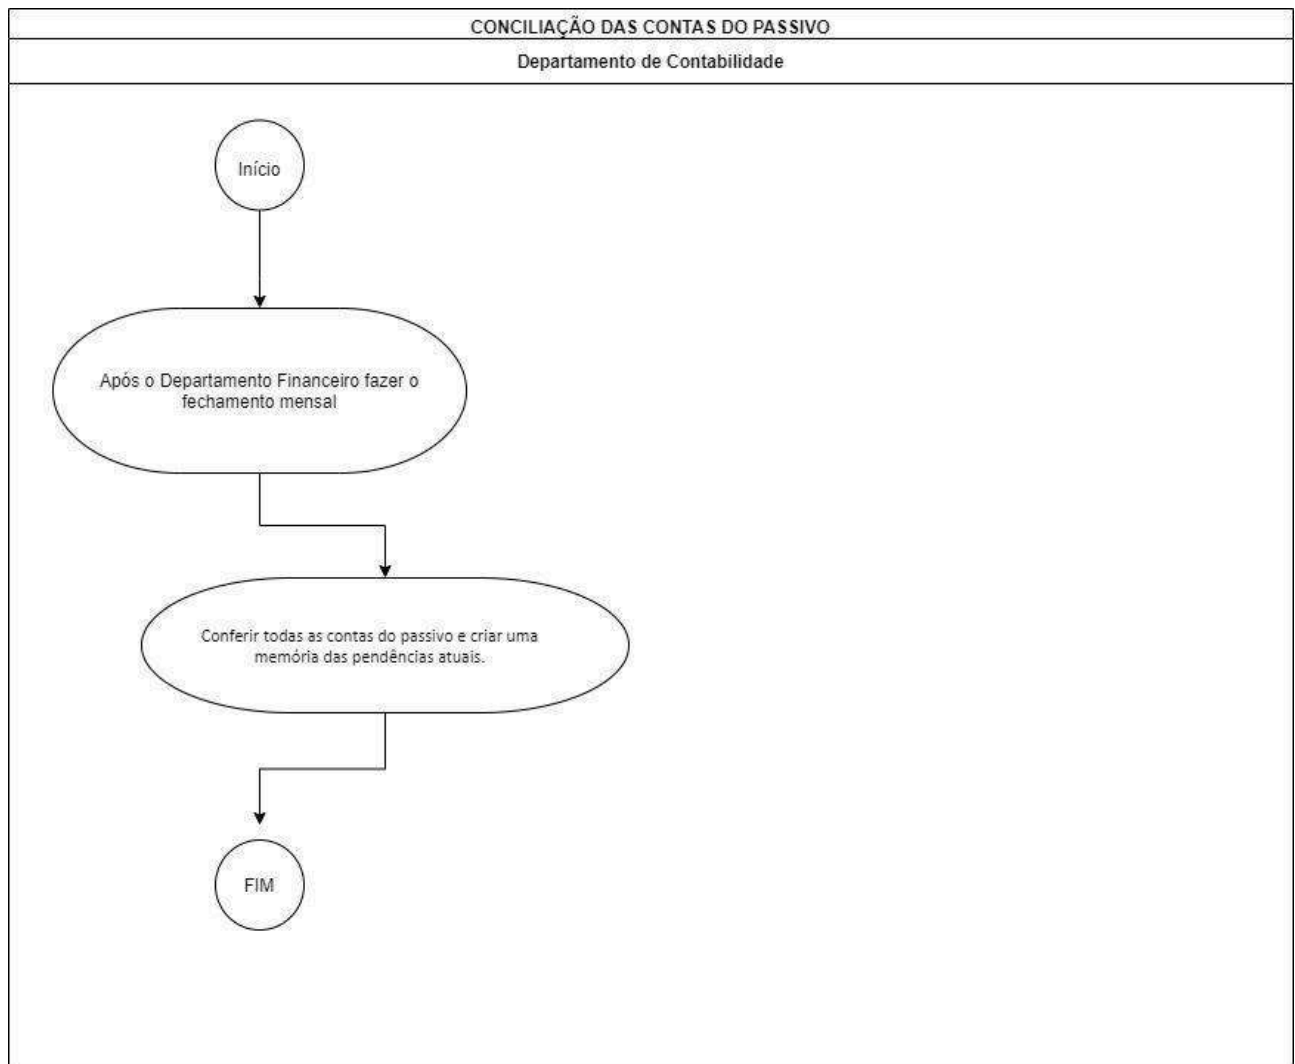 CONCILIAÇÃO DAS CONTAS DO PASSIVO
Departamento de Contabilidade
Início
Após o Departamento Financeiro fazer o
fechamento mensal
Conferir todas as contas do passivo e criar uma
memória das pendências atuais.
FIM